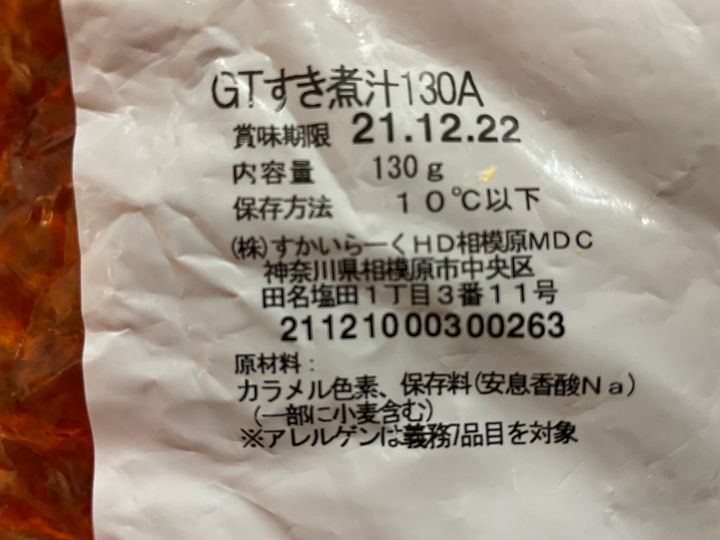 GTすき煮汁130A
賞味期限 21.12.22
内容量 130g
保存方法 10℃以下
(株)すかいらーくHD相模原MDC
神奈川県相模原市中央区
田名塩田1丁目3番11号
21121000300263
原材料：
カラメル色素、保存料(安息香酸Na)
(一部に小麦含む)
※アレルゲンは義務7品目を対象